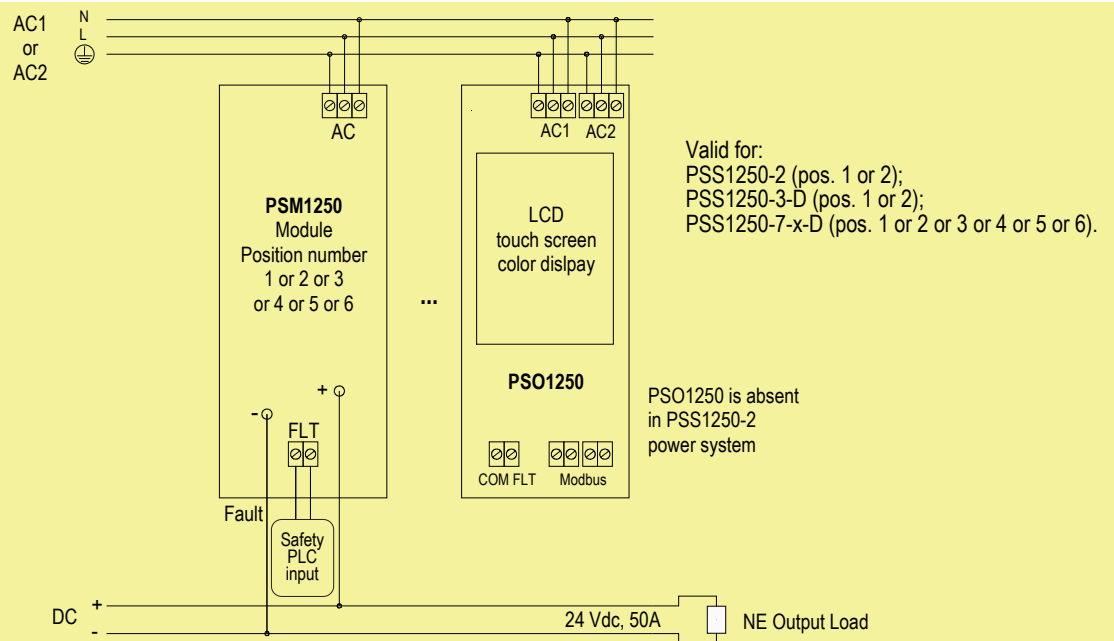 AC1
or
AC2
N
L
AC
AC1 AC2
PSM1250
Module
Position number
1 or 2 or 3
or 4 or 5 or 6
...
LCD
touch screen
color dislpay
PSO1250
Valid for:
PSS1250-2 (pos. 1 or 2);
PSS1250-3-D (pos. 1 or 2);
PSS1250-7-x-D (pos. 1 or 2 or 3 or 4 or 5 or 6).
PSO1250 is absent
in PSS1250-2
power system
+
-
FLT
COM FLT Modbus
Fault
Safety
PLC
input
DC
+
-
24 Vdc, 50A
NE Output Load